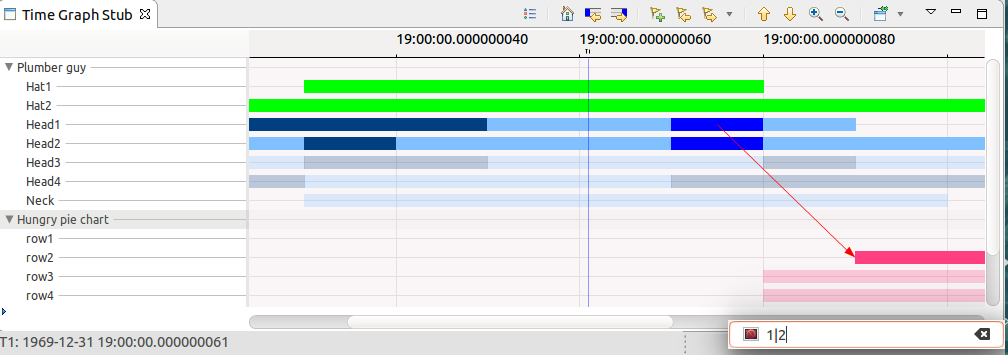 Time Graph Stub
19:00:00.000000040 19:00:00.000000060 19:00:00.000000080
Plumber guy
Hat1
Hat2
Head1
Head2
Head3
Head4
Neck
Hungry pie chart
row1
row2
row3
row4
T1: 1969-12-31 19:00:00.000000061
1|2